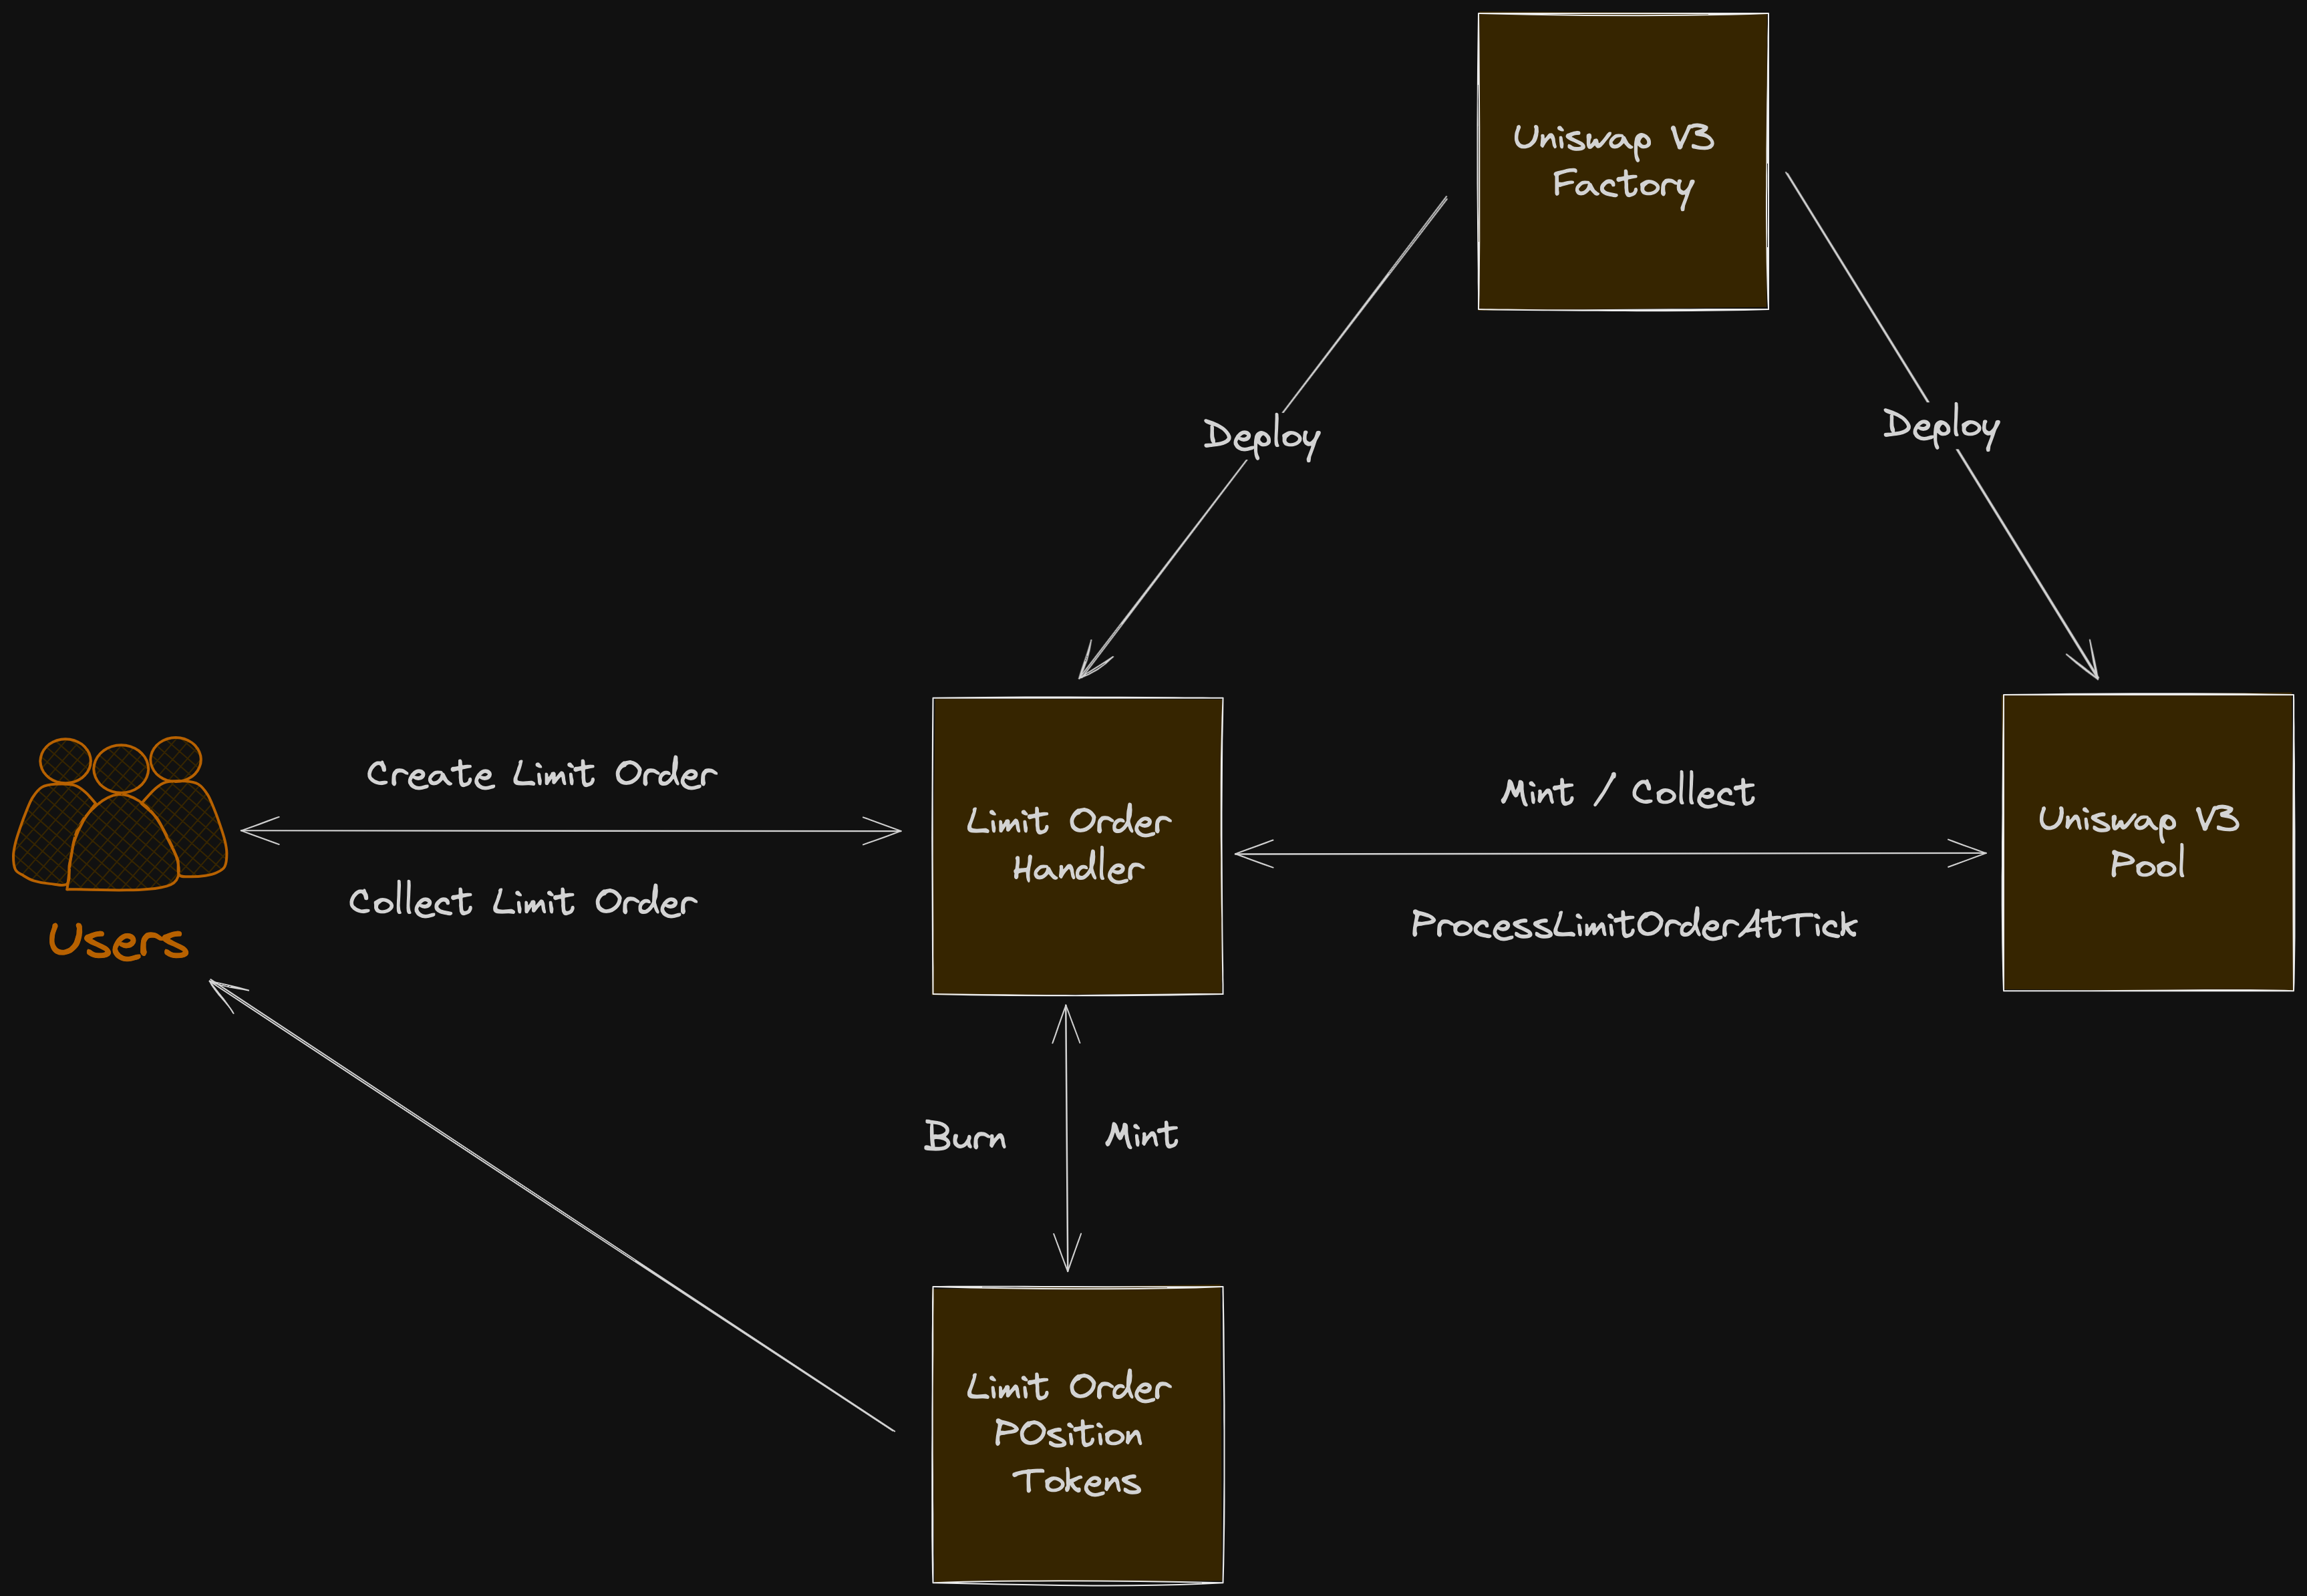 Uniswap V3
Factory
Deploy
Deploy
Create Limit Order
Collect Limit Order
Users
Limit Order
Handler
Mint / Collect
ProcessLimitOrderAtTick
Uniswap V3
Pool
Burn
Mint
Limit Order
POsition
Tokens